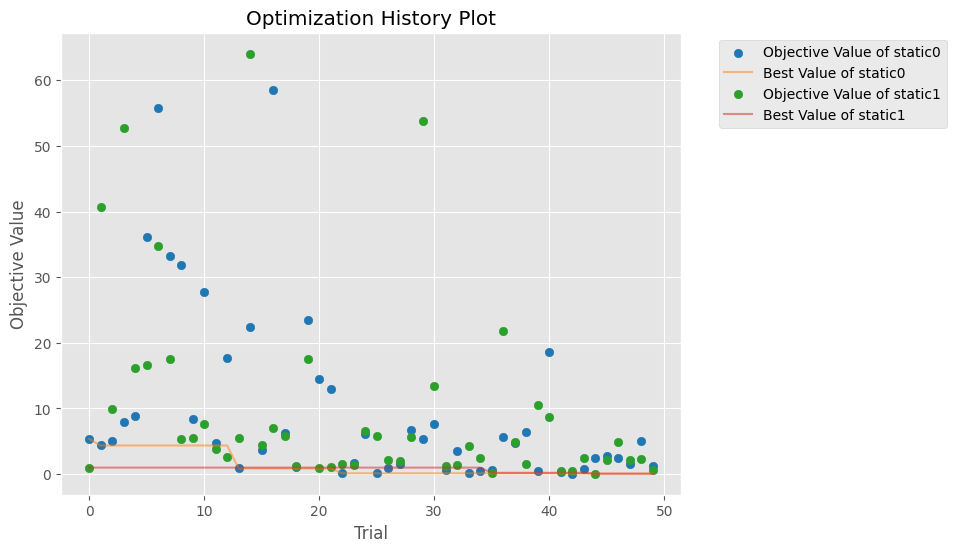 Optimization History Plot
Objective Value of static0
Best Value of static0
Objective Value of static1
Best Value of static1
Objective Value
60
50
40
30
20
10
0
0
10
20
30
40
50
Trial